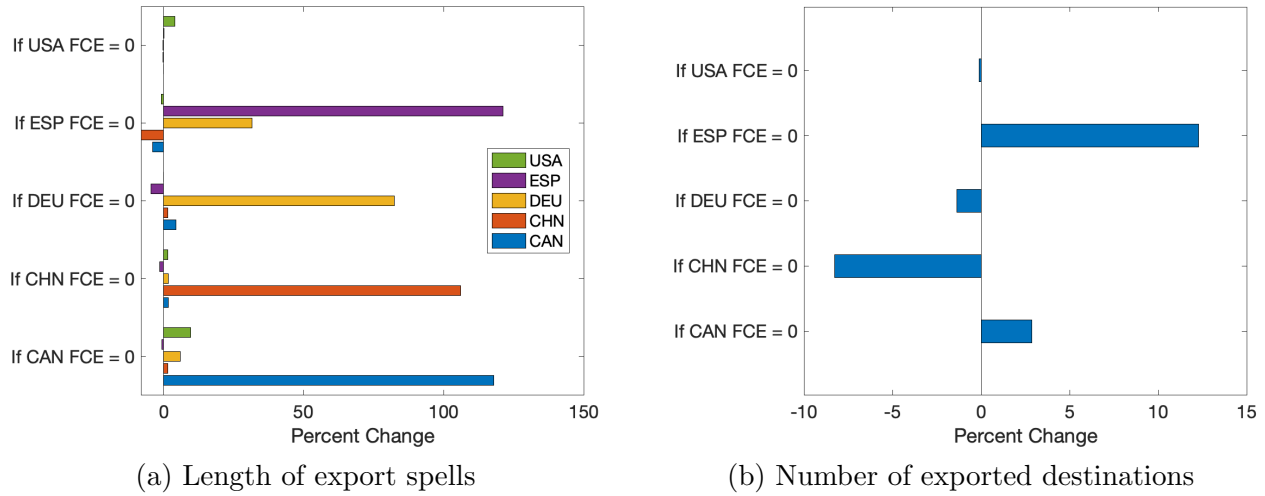 If USA FCE = 0
If ESP FCE = 0
If DEU FCE = 0
If CHN FCE = 0
If CAN FCE = 0
USA
ESP
DEU
CHN
CAN
0
50
100
150
Percent Change
(a) Length of export spells
If USA FCE = 0
If ESP FCE = 0
If DEU FCE = 0
If CHN FCE = 0
If CAN FCE = 0
-10
-5
0
5
10
15
Percent Change
(b) Number of exported destinations